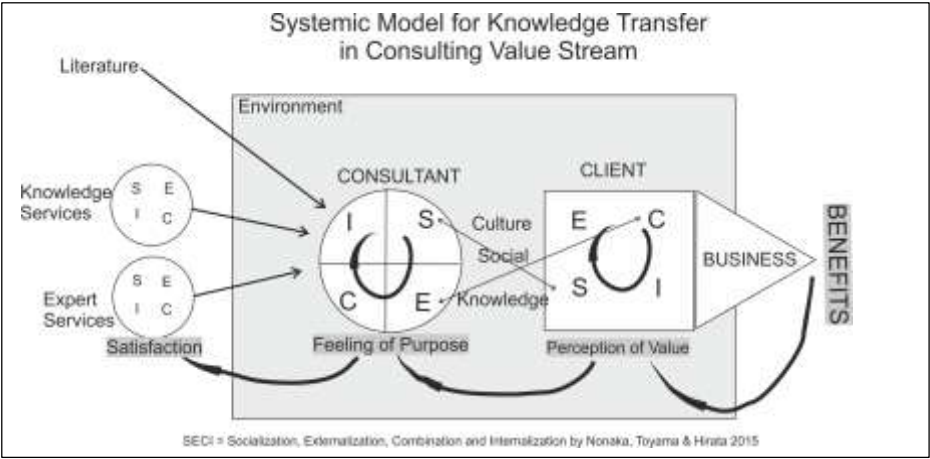 Systemic Model for Knowledge Transfer
in Consulting Value Stream
Literature
Environment
Knowledge
Services
S E
I C
Expert
Services
S E
I C
Satisfaction
CONSULTANT
I S
C E
Feeling of Purpose
Culture
Social
Knowledge
CLIENT
E C
S I
Perception of Value
BUSINESS
BENEFITS
SECI = Socialization, Externalization, Combination and Internalization by Nonaka, Toyama & Hirata 2015